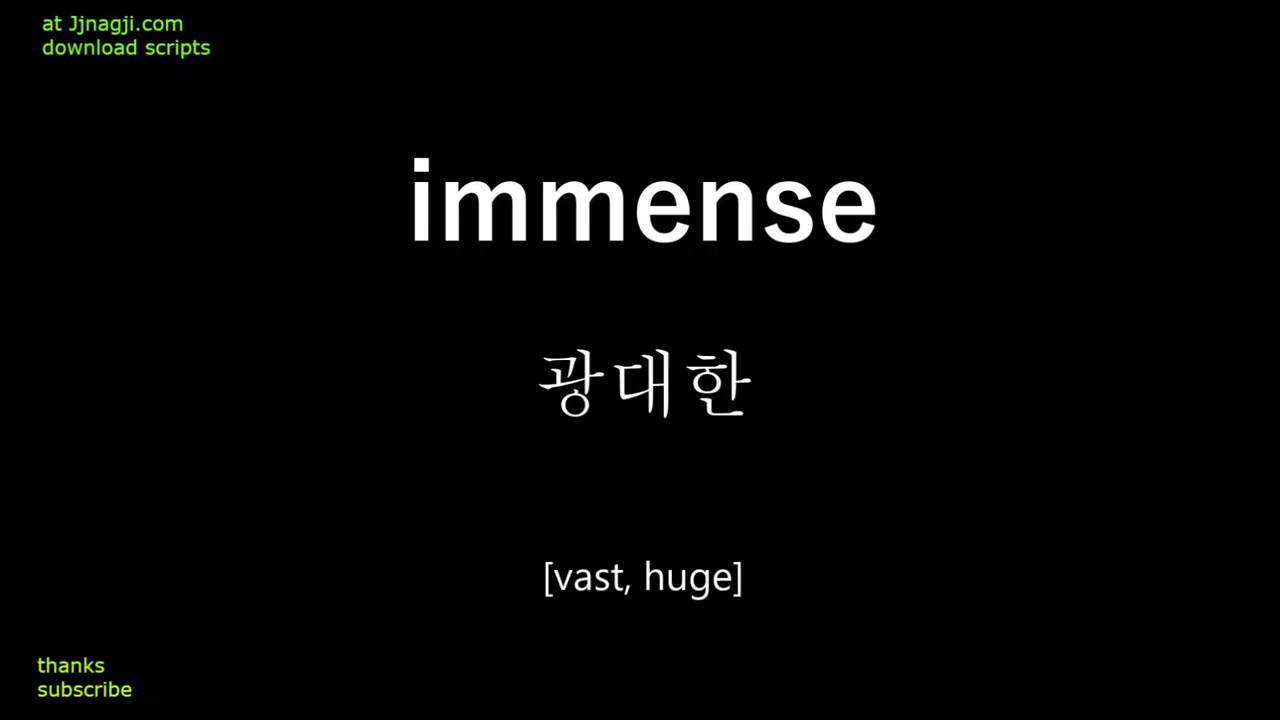 at Jjnagji.com
download scripts
immense
광대한
[vast, huge]
thanks
subscribe